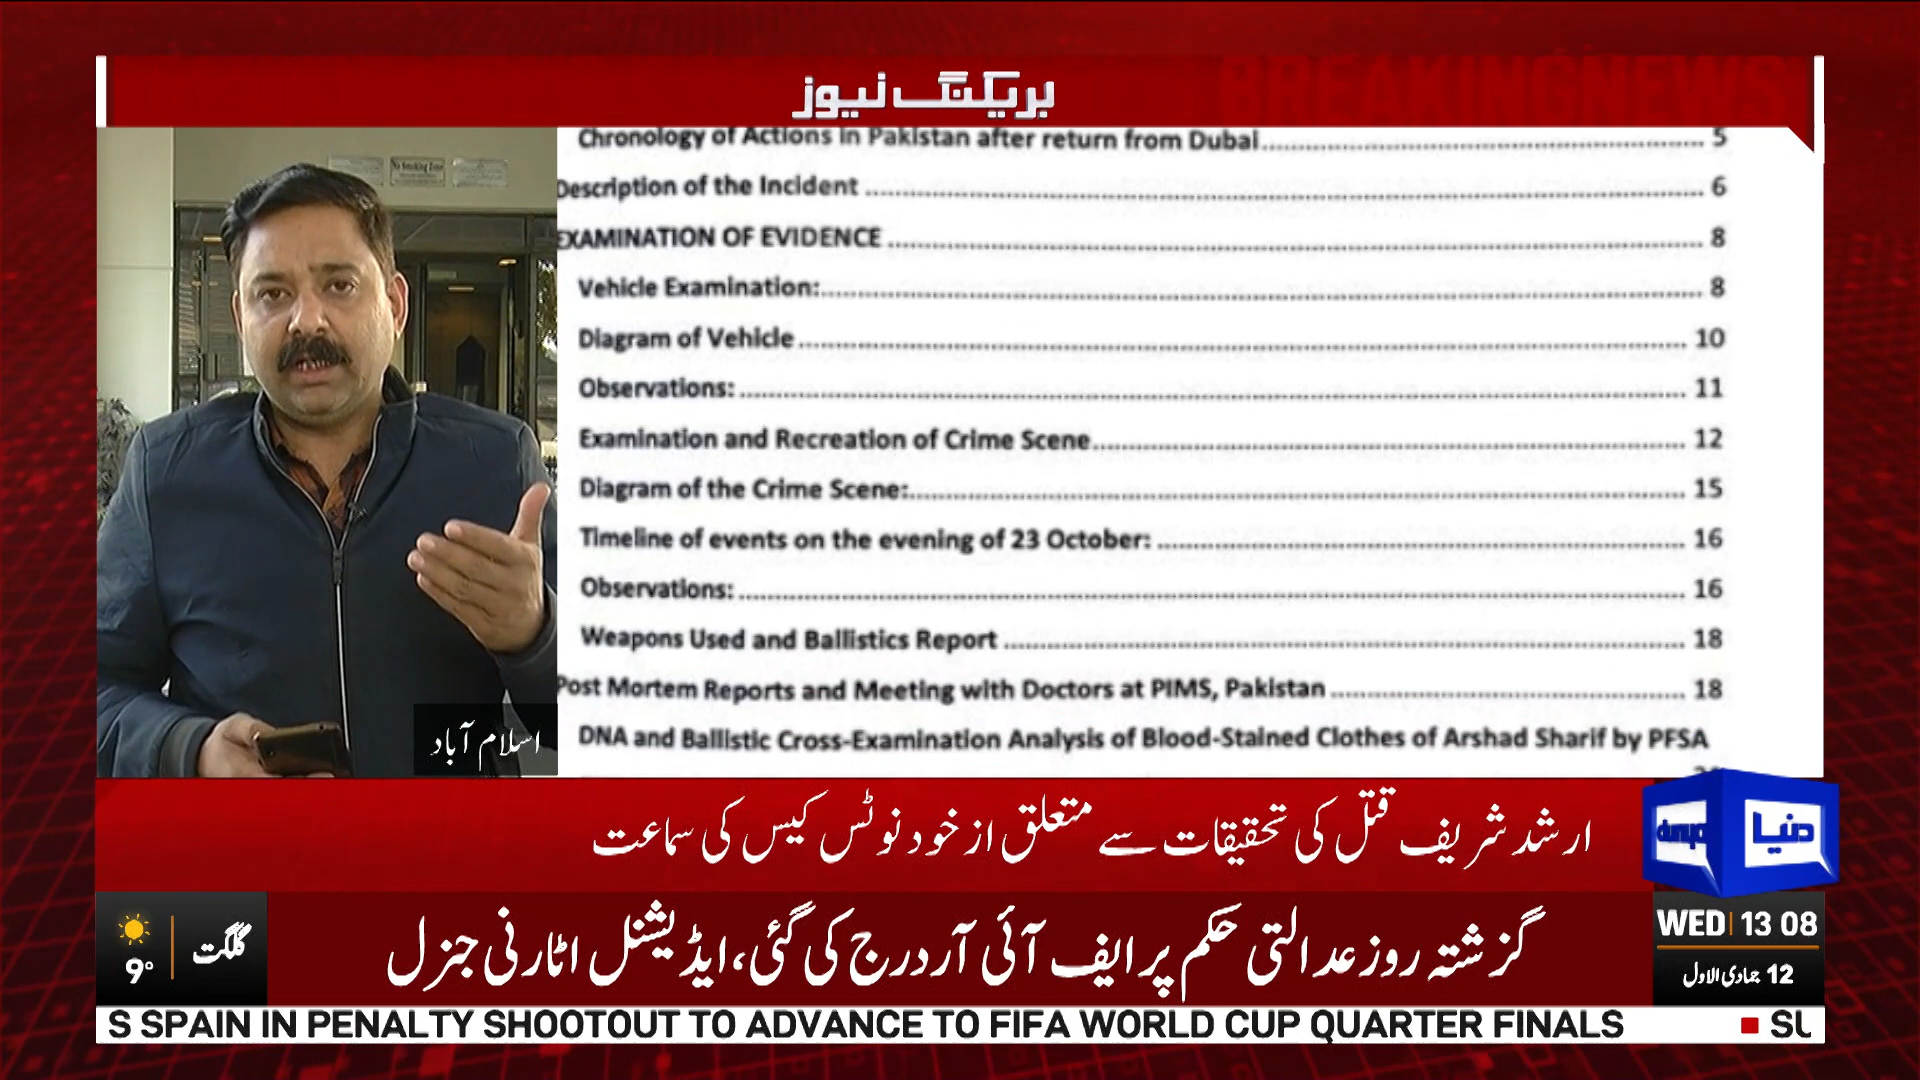 بریکنگ نیوز
BREAKINGNEWS
No Smoking Zone
Chronology of Actions in Pakistan after return from Dubai 5
Description of the Incident 6
EXAMINATION OF EVIDENCE 8
Vehicle Examination: 8
Diagram of Vehicle 10
Observations: 11
Examination and Recreation of Crime Scene 12
Diagram of the Crime Scene: 15
Timeline of events on the evening of 23 October: 16
Observations: 16
Weapons Used and Ballistics Report 18
Post Mortem Reports and Meeting with Doctors at PIMS, Pakistan 18
DNA and Ballistic Cross-Examination Analysis of Blood-Stained Clothes of Arshad Sharif by PFSA
اسلام آباد
ارشد شریف قتل کی تحقیقات سے متعلق از خود نوٹس کیس کی سماعت
دنیا
گزشتہ روز عدالتی حکم پر ایف آئی آر درج کی گئی، ایڈیشنل اٹارنی جنرل
گلگت
9°
WED 13 08
12 جمادی الاول
S SPAIN IN PENALTY SHOOTOUT TO ADVANCE TO FIFA WORLD CUP QUARTER FINALS